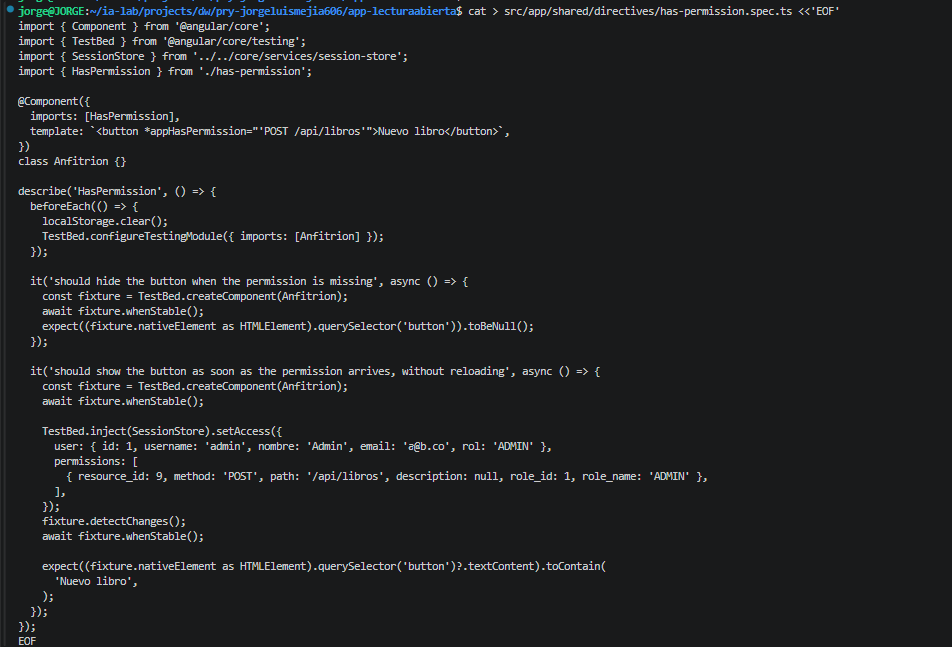 jorge@JORGE:~/ia-lab/projects/dw/pry-jorgeluismejia606/app-lecturaabierta$ cat > src/app/shared/directives/has-permission.spec.ts <<'EOF'
import { Component } from '@angular/core';
import { TestBed } from '@angular/core/testing';
import { SessionStore } from '../../core/services/session-store';
import { HasPermission } from './has-permission';

@Component({
  imports: [HasPermission],
  template: `<button *appHasPermission="'POST /api/libros'">Nuevo libro</button>`,
})
class Anfitrion {}

describe('HasPermission', () => {
  beforeEach(() => {
    localStorage.clear();
    TestBed.configureTestingModule({ imports: [Anfitrion] });
  });

  it('should hide the button when the permission is missing', async () => {
    const fixture = TestBed.createComponent(Anfitrion);
    await fixture.whenStable();
    expect((fixture.nativeElement as HTMLElement).querySelector('button')).toBeNull();
  });

  it('should show the button as soon as the permission arrives, without reloading', async () => {
    const fixture = TestBed.createComponent(Anfitrion);
    await fixture.whenStable();

    TestBed.inject(SessionStore).setAccess({
      user: { id: 1, username: 'admin', nombre: 'Admin', email: 'a@b.co', rol: 'ADMIN' },
      permissions: [
        { resource_id: 9, method: 'POST', path: '/api/libros', description: null, role_id: 1, role_name: 'ADMIN' },
      ],
    });
    fixture.detectChanges();
    await fixture.whenStable();

    expect((fixture.nativeElement as HTMLElement).querySelector('button')?.textContent).toContain(
      'Nuevo libro',
    );
  });
});
EOF